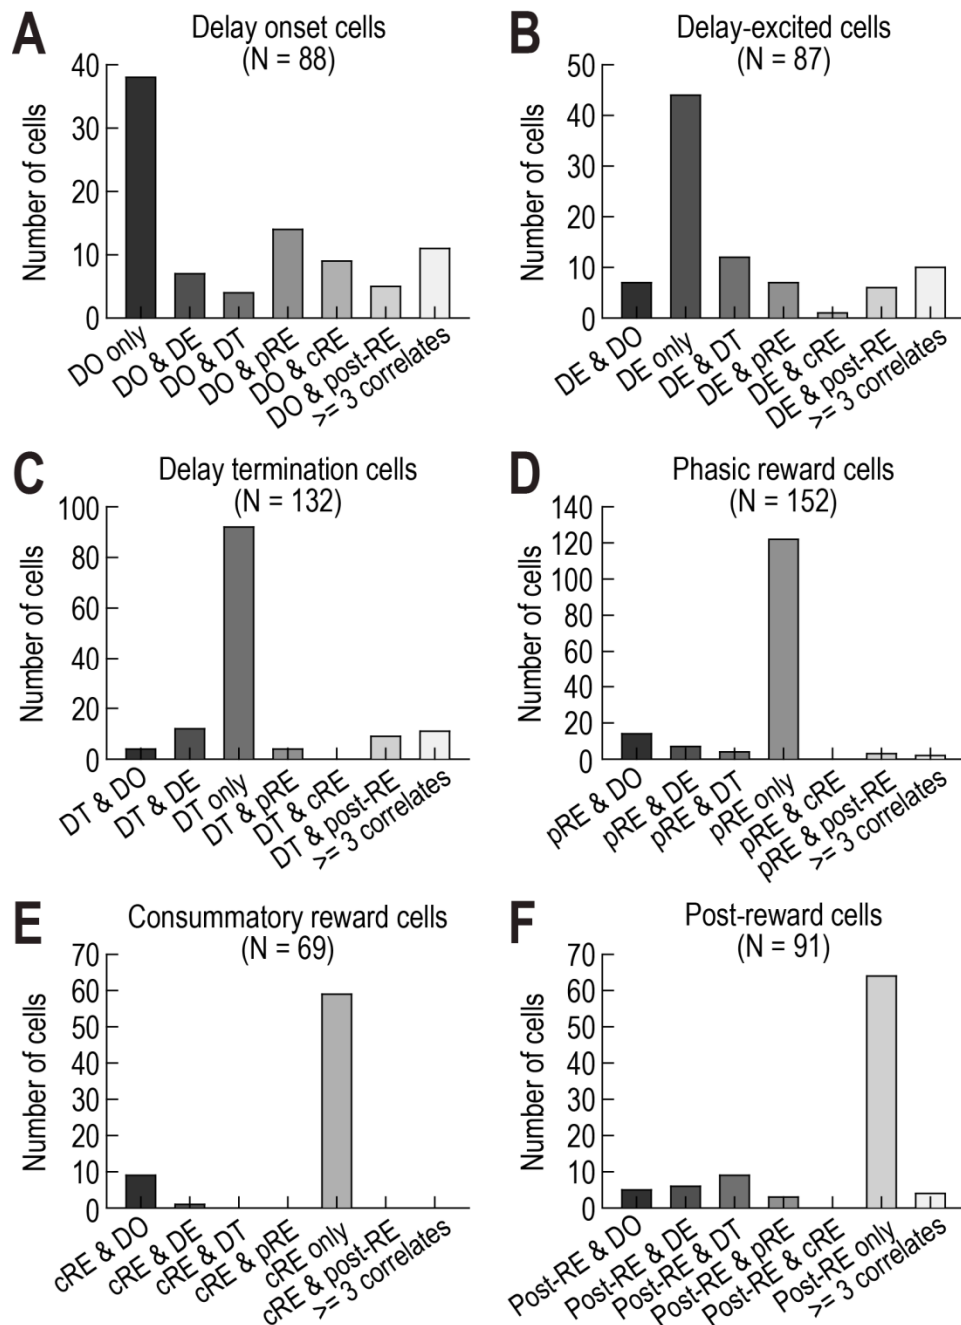 A
Delay onset cells
(N = 88)
Number of cells
40
30
20
10
0
DO only
DO & DE
DO & DT
DO & pRE
DO & cRE
DO & post-RE
>= 3 correlates
B
Delay-excited cells
(N = 87)
Number of cells
50
40
30
20
10
0
DE & DO
DE only
DE & DT
DE & pRE
DE & cRE
DE & post-RE
>= 3 correlates
C
Delay termination cells
(N = 132)
Number of cells
100
80
60
40
20
0
DT & DO
DT & DE
DT only
DT & pRE
DT & cRE
DT & post-RE
>= 3 correlates
D
Phasic reward cells
(N = 152)
Number of cells
140
120
100
80
60
40
20
0
pRE & DO
pRE & DE
pRE & DT
pRE only
pRE & cRE
pRE & post-RE
>= 3 correlates
E
Consummatory reward cells
(N = 69)
Number of cells
70
60
50
40
30
20
10
0
cRE & DO
cRE & DE
cRE & DT
cRE & pRE
cRE only
cRE & post-RE
>= 3 correlates
F
Post-reward cells
(N = 91)
Number of cells
70
60
50
40
30
20
10
0
Post-RE & DO
Post-RE & DE
Post-RE & DT
Post-RE & pRE
Post-RE & cRE
Post-RE only
>= 3 correlates